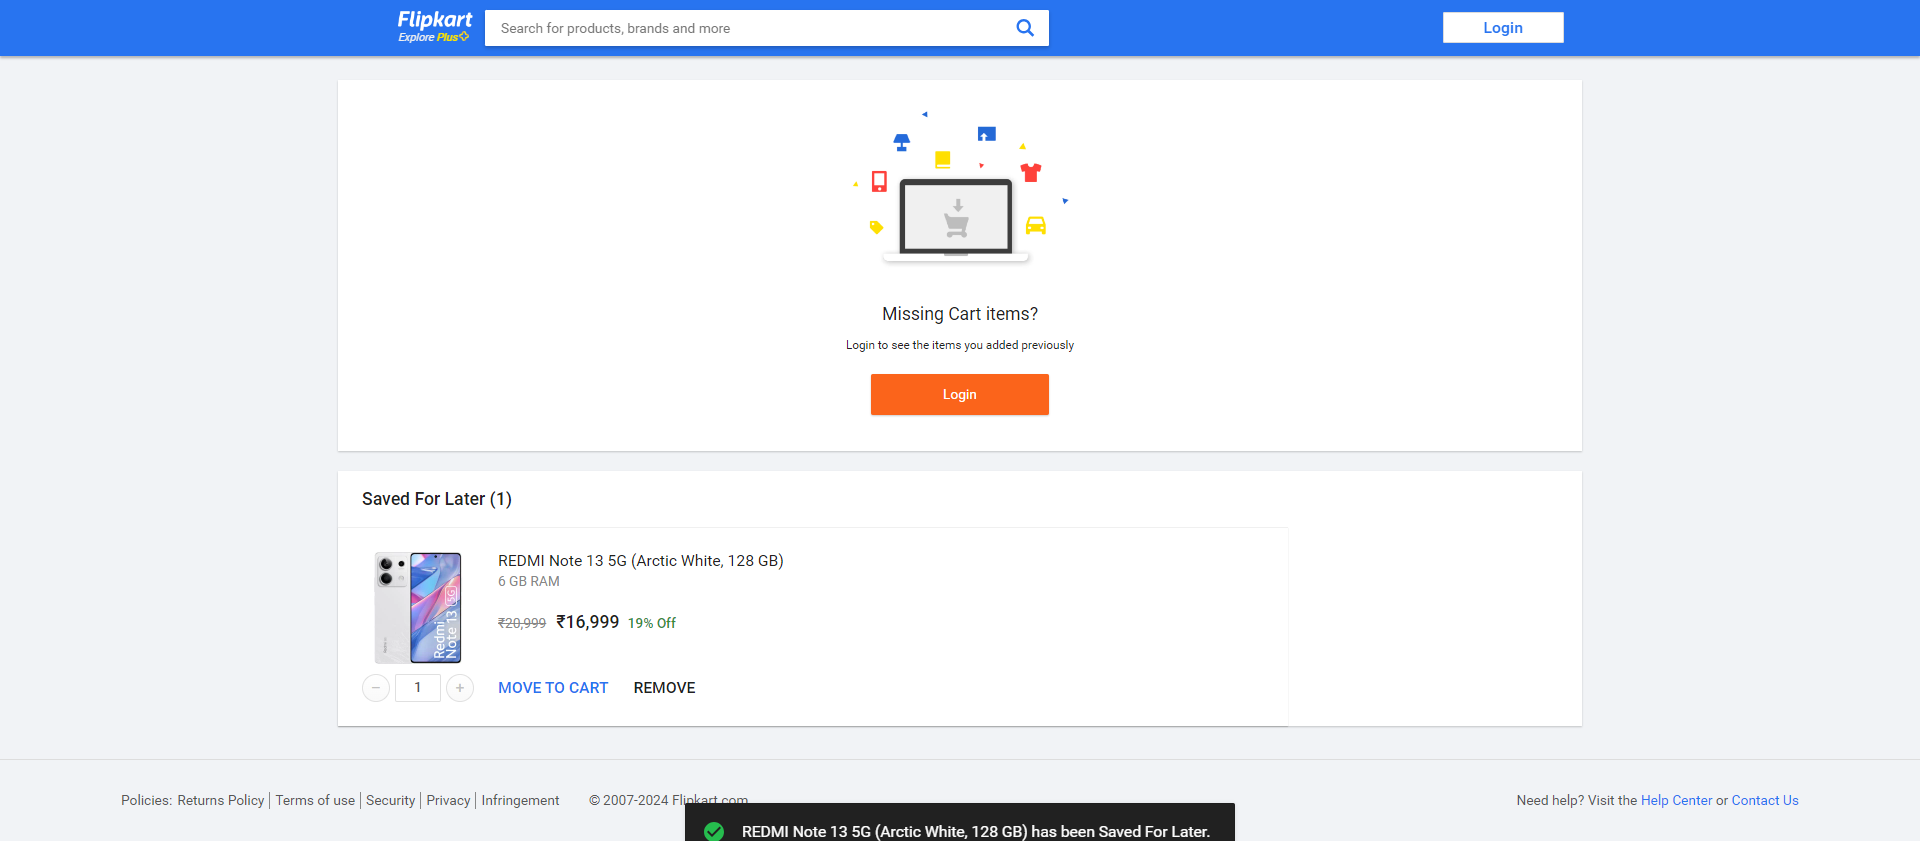 Flipkart
Explore Plus
Search for products, brands and more
Login
Missing Cart items?
Login to see the items you added previously
Login
Saved For Later (1)
REDMI Note 13 5G (Arctic White, 128 GB)
6 GB RAM
₹20,999 ₹16,999 19% Off
Redmi
Note 13 5G
1
MOVE TO CART
REMOVE
Policies: Returns Policy Terms of use Security Privacy Infringement © 2007-2024 Flipkart.com
Need help? Visit the Help Center or Contact Us
REDMI Note 13 5G (Arctic White, 128 GB) has been Saved For Later.